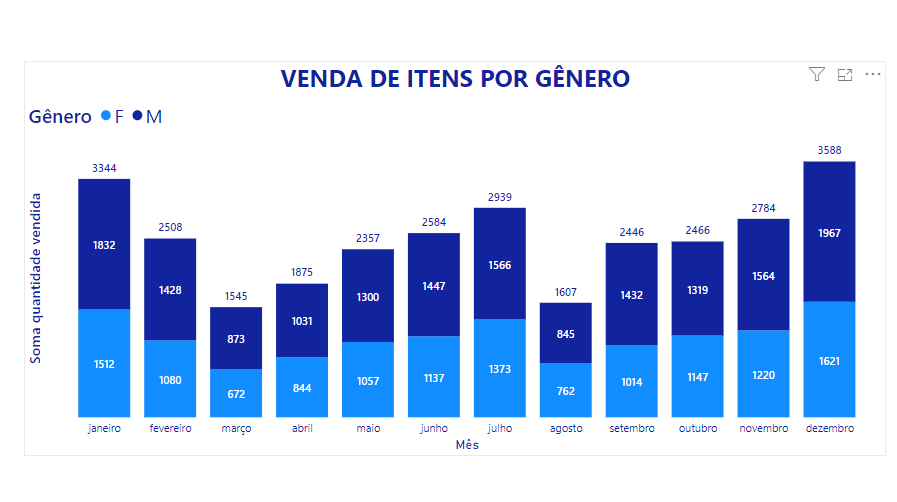 VENDA DE ITENS POR GÊNERO
Gênero F M
Soma quantidade vendida
3344 2508 1545 1875 2357 2584 2939 1607 2446 2466 2784 3588
1832 1428 873 1031 1300 1447 1566 845 1432 1319 1564 1967
1512 1080 672 844 1057 1137 1373 762 1014 1147 1220 1621
janeiro fevereiro março abril maio junho julho agosto setembro outubro novembro dezembro
Mês